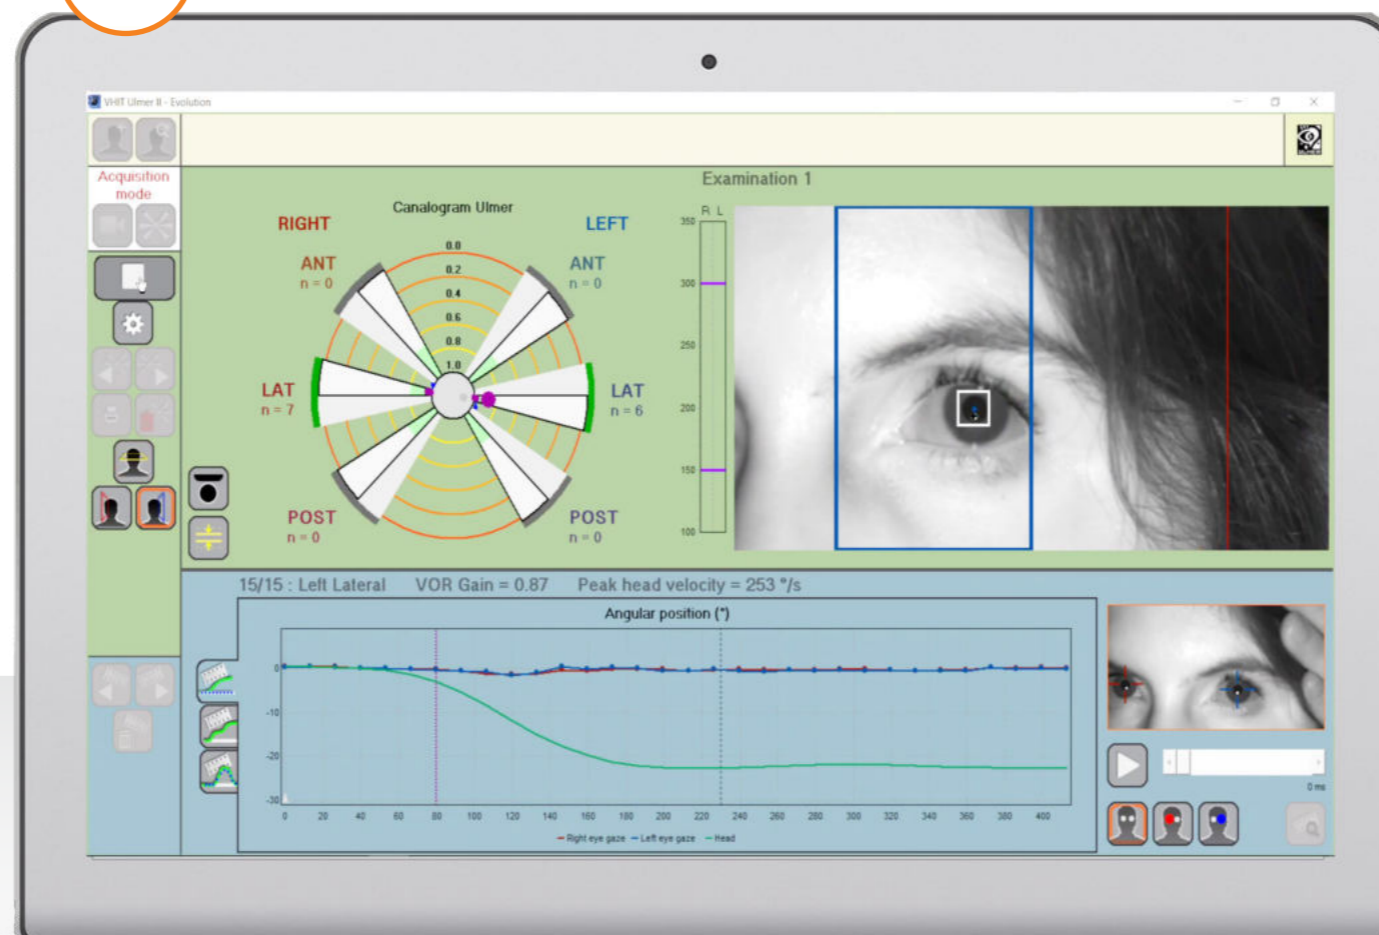 VHIT Ulmer II - Evolution
Acquisition
mode
Examination 1
Canalogram Ulmer
RIGHT
LEFT
ANT
n = 0
ANT
n = 0
0.0
0.2
0.4
0.6
0.8
1.0
LAT
n = 7
LAT
n = 6
POST
n = 0
POST
n = 0
R L
350
300
250
200
150
100
15/15 : Left Lateral VOR Gain = 0.87 Peak head velocity = 253 °/s
Angular position (°)
0
-10
-20
-30
0 20 40 60 80 100 120 140 160 180 200 220 240 260 280 300 320 340 360 380 400
Right eye gaze Left eye gaze Head
0 ms